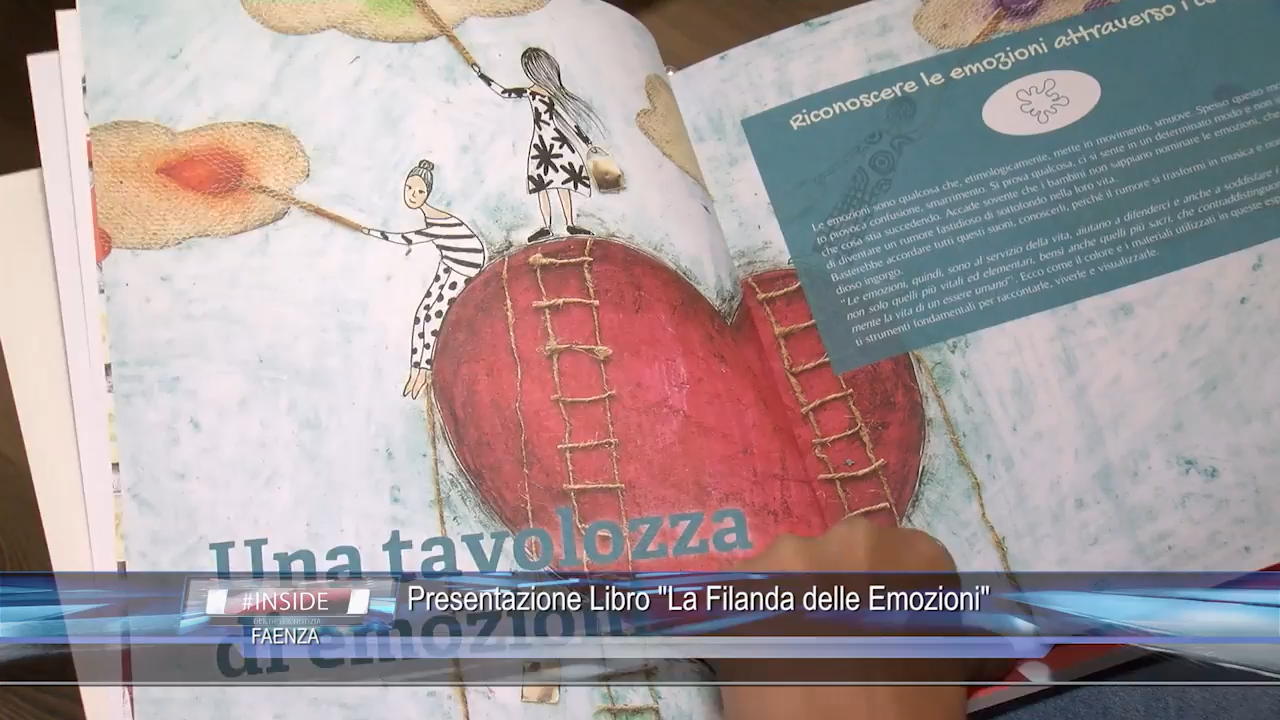 Riconoscere le emozioni attraverso i co
Le emozioni sono qualcosa che, etimologicamente, mette in movimento, smuove. Spesso questo m
to provoca confusione, smarrimento. Si prova qualcosa, ci si sente in un determinato modo e non
che cosa stia succedendo. Accade sovente che i bambini non sappiano nominare le emozioni, che
di diventare un rumore fastidioso di sottofondo nella loro vita.
Basterebbe accordare tutti questi suoni, conoscerli, perché il rumore si trasformi in musica e non
dioso ingorgo.
"Le emozioni, quindi, sono al servizio della vita, aiutano a difenderci e anche a soddisfare
non solo quelli più vitali ed elementari, bensì anche quelli più sacri, che contraddistinguo
mente la vita di un essere umano". Ecco come il colore e i materiali utilizzati in queste
ti strumenti fondamentali per raccontarle, viverle e visualizzarle.
Una tavolozza
di emozioni
#INSIDE
FAENZA
Presentazione Libro "La Filanda delle Emozioni"